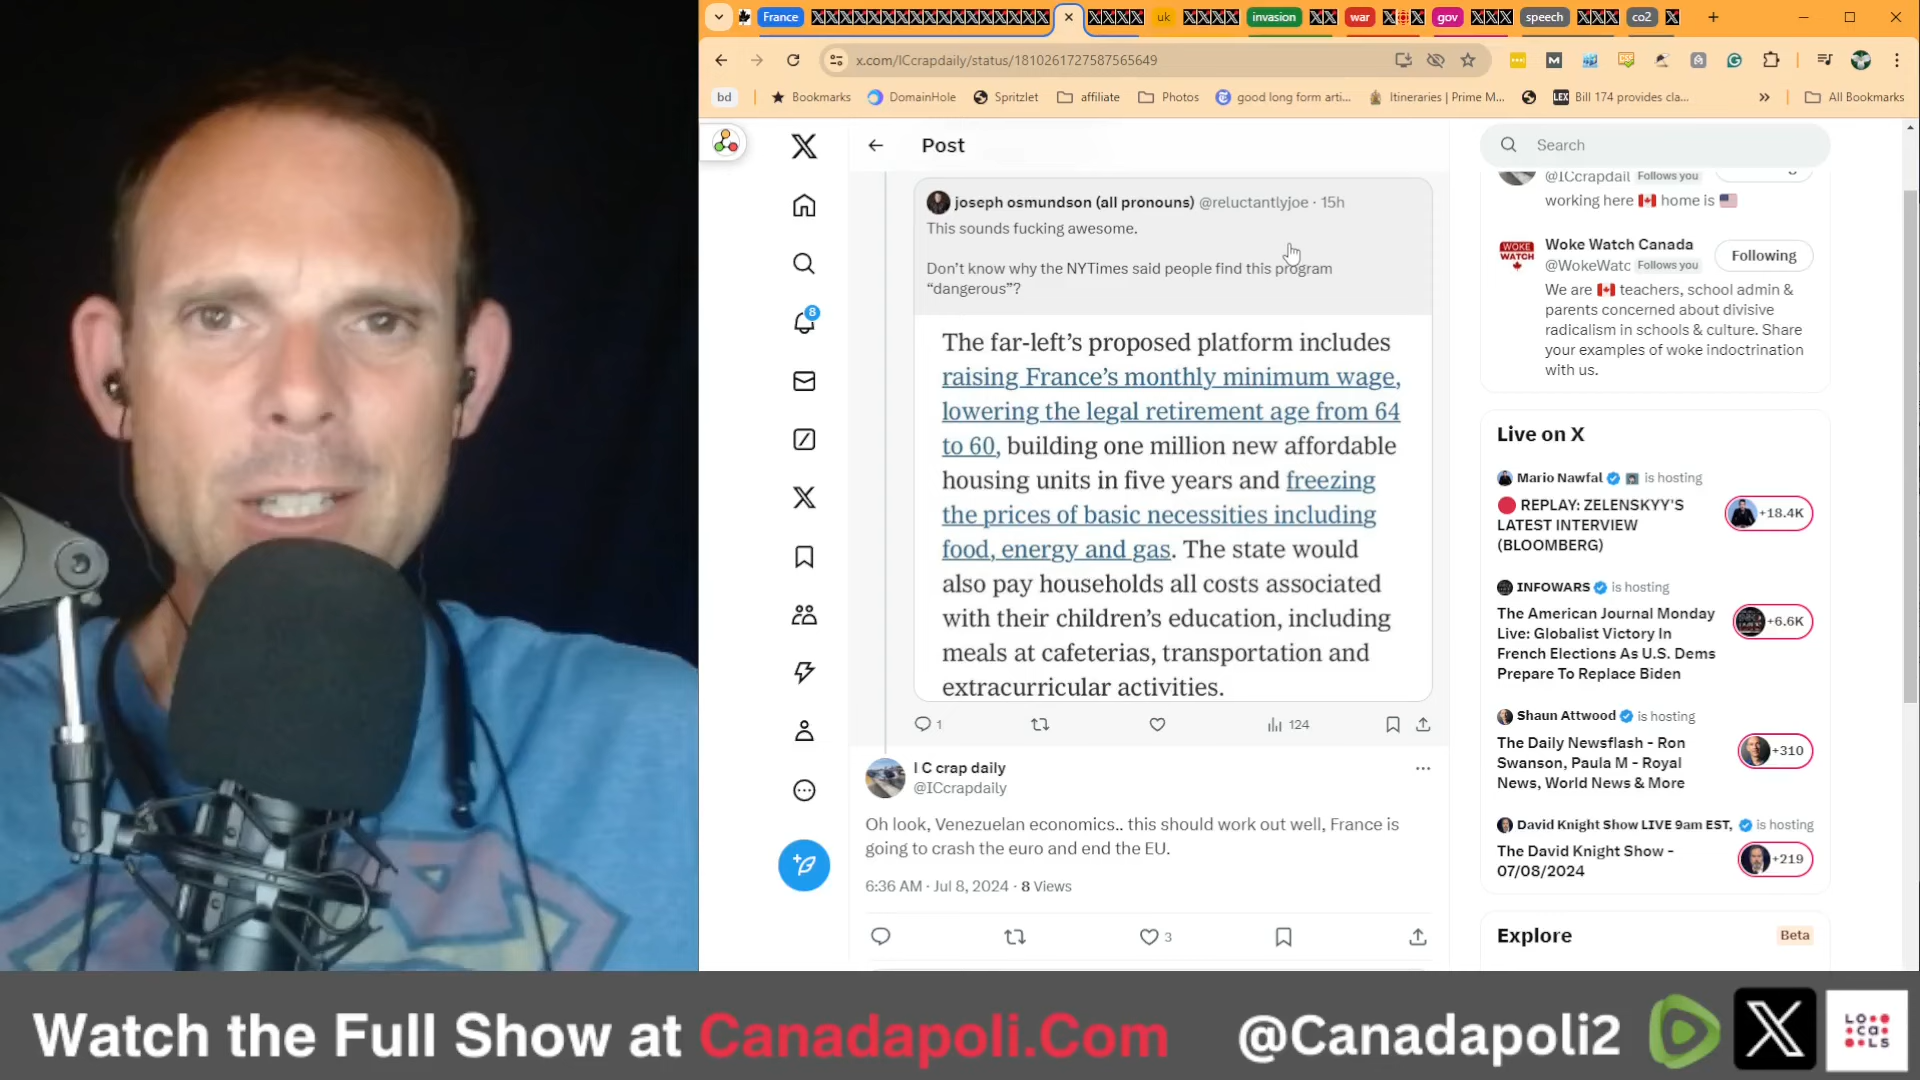 France
uk
invasion
war
gov
speech
co2
x.com/ICcrapdaily/status/1810261727587565649
bd
Bookmarks
DomainHole
Spritzlet
affiliate
Photos
good long form arti...
Itineraries | Prime M...
LEX Bill 174 provides cla...
All Bookmarks
Post
joseph osmundson (all pronouns) @reluctantlyjoe · 15h
This sounds fucking awesome.
Don't know why the NYTimes said people find this program
“dangerous”?
The far-left’s proposed platform includes
raising France’s monthly minimum wage,
lowering the legal retirement age from 64
to 60, building one million new affordable
housing units in five years and freezing
the prices of basic necessities including
food, energy and gas. The state would
also pay households all costs associated
with their children’s education, including
meals at cafeterias, transportation and
extracurricular activities.
1
124
8
I C crap daily
@ICcrapdaily
Oh look, Venezuelan economics.. this should work out well, France is
going to crash the euro and end the EU.
6:36 AM · Jul 8, 2024 · 8 Views
3
Search
@ICcrapdail Follows you
working here 🇨🇦 home is 🇺🇸
WOKE
WATCH
Woke Watch Canada
@WokeWatc Follows you
Following
We are 🇨🇦 teachers, school admin &
parents concerned about divisive
radicalism in schools & culture. Share
your examples of woke indoctrination
with us.
Live on X
Mario Nawfal is hosting
🔴 REPLAY: ZELENSKYY'S
LATEST INTERVIEW
(BLOOMBERG)
+18.4K
INFOWARS is hosting
The American Journal Monday
Live: Globalist Victory In
French Elections As U.S. Dems
Prepare To Replace Biden
+6.6K
Shaun Attwood is hosting
The Daily Newsflash - Ron
Swanson, Paula M - Royal
News, World News & More
+310
David Knight Show LIVE 9am EST, is hosting
The David Knight Show -
07/08/2024
+219
Explore
Beta
Watch the Full Show at Canadapoli.Com
@Canadapoli2
LO
CA
LS